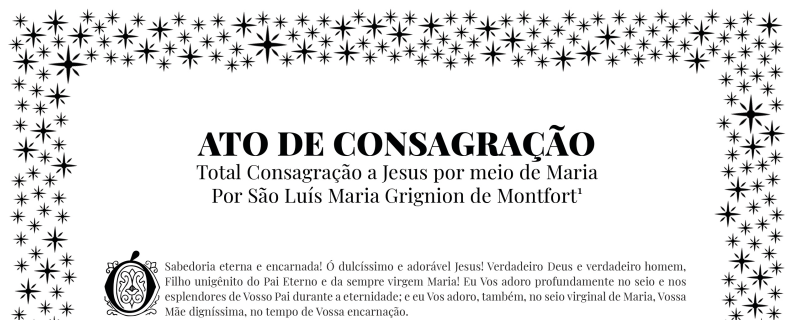 ATO DE CONSAGRAÇÃO
Total Consagração a Jesus por meio de Maria
Por São Luís Maria Grignion de Montfort¹
Ó Sabedoria eterna e encarnada! Ó dulcíssimo e adorável Jesus! Verdadeiro Deus e verdadeiro homem,
Filho unigênito do Pai Eterno e da sempre virgem Maria! Eu Vos adoro profundamente no seio e nos
esplendores de Vosso Pai durante a eternidade; e eu Vos adoro, também, no seio virginal de Maria, Vossa
Mãe digníssima, no tempo de Vossa encarnação.